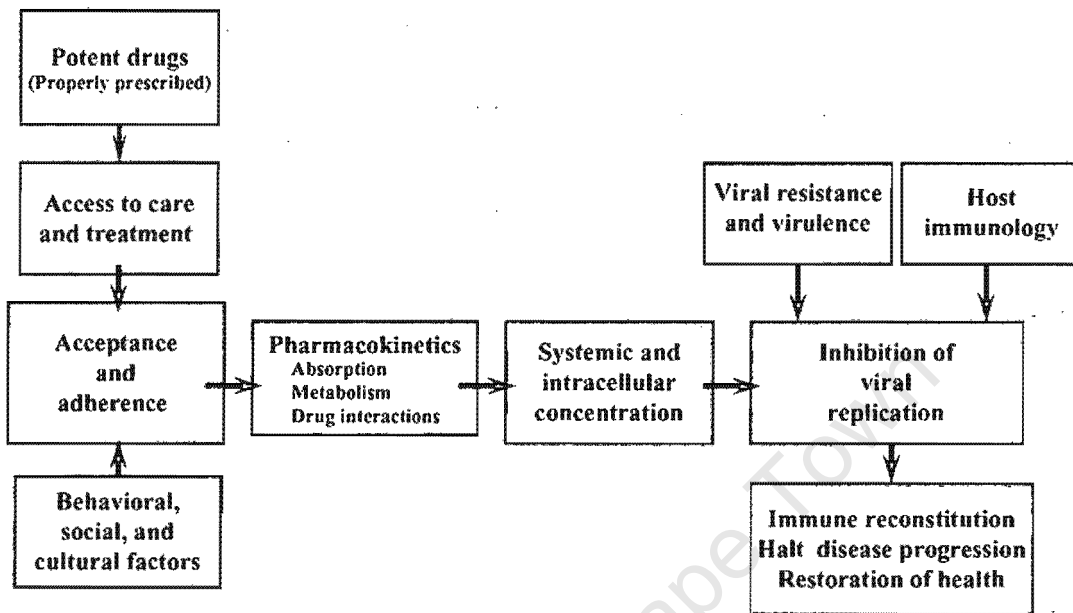 Potent drugs
(Properly prescribed)
Access to care
and treatment
Acceptance
and
adherence
Behavioral,
social, and
cultural factors
Pharmacokinetics
Absorption
Metabolism
Drug interactions
Systemic and
intracellular
concentration
Viral resistance
and virulence
Host
immunology
Inhibition of
viral
replication
Immune reconstitution
Halt disease progression
Restoration of health
Town